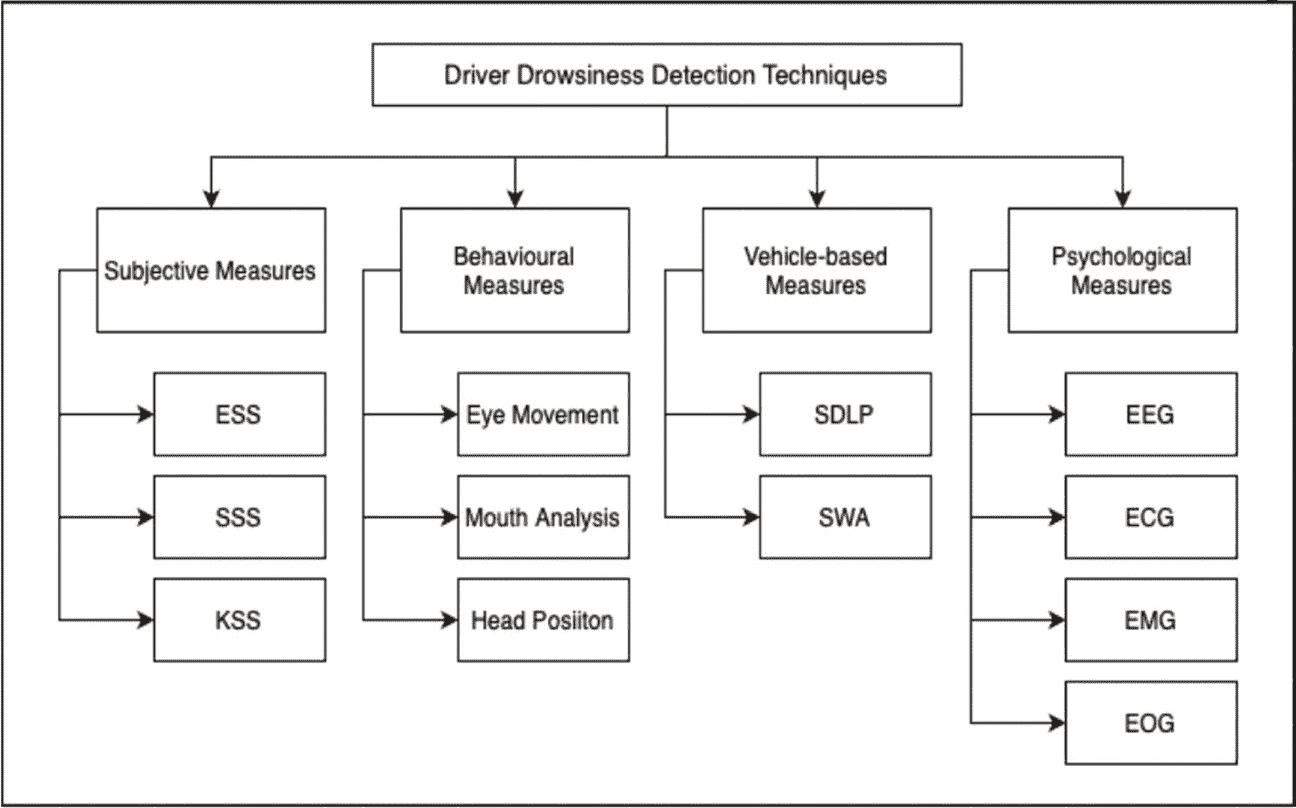 Driver Drowsiness Detection Techniques
Subjective Measures
ESS
SSS
KSS
Behavioural
Measures
Eye Movement
Mouth Analysis
Head Posiiton
Vehicle-based
Measures
SDLP
SWA
Psychological
Measures
EEG
ECG
EMG
EOG